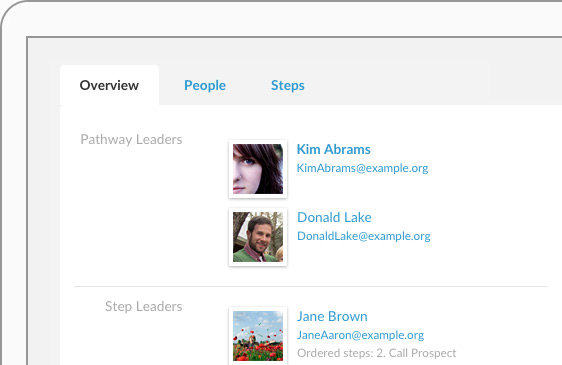 Overview People Steps
Pathway Leaders
Kim Abrams
KimAbrams@example.org
Donald Lake
DonaldLake@example.org
Step Leaders
Jane Brown
JaneAaron@example.org
Ordered steps: 2. Call Prospect